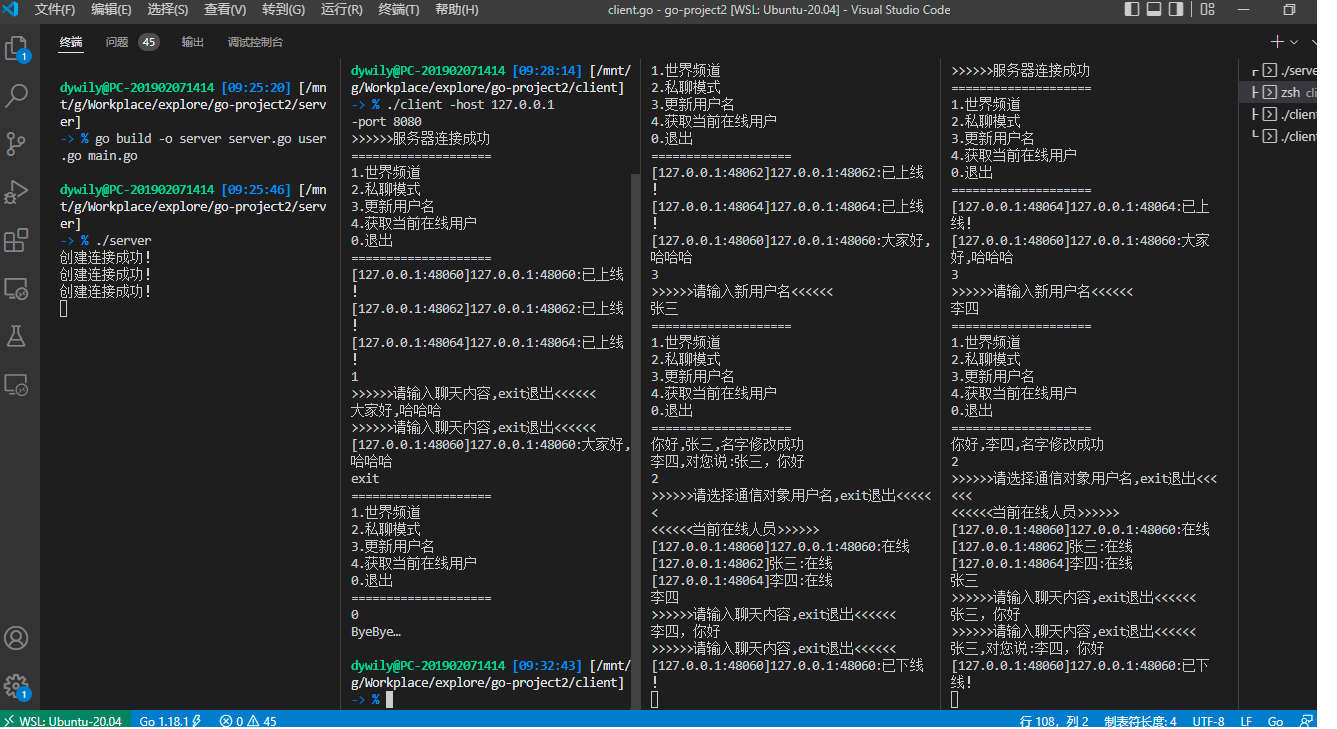 文件(F) 编辑(E) 选择(S) 查看(V) 转到(G) 运行(R) 终端(T) 帮助(H) client.go - go-project2 [WSL: Ubuntu-20.04] - Visual Studio Code
终端 问题 45 输出 调试控制台
1
dywily@PC-201902071414 [09:25:20] [/mn
t/g/Workplace/explore/go-project2/serv
er]
-> % go build -o server server.go user
.go main.go
dywily@PC-201902071414 [09:25:46] [/mn
t/g/Workplace/explore/go-project2/serv
er]
-> % ./server
创建连接成功!
创建连接成功!
创建连接成功!
dywily@PC-201902071414 [09:28:14] [/mnt/
g/Workplace/explore/go-project2/client]
-> % ./client -host 127.0.0.1
-port 8080
>>>>>>服务器连接成功
====================
1.世界频道
2.私聊模式
3.更新用户名
4.获取当前在线用户
0.退出
====================
[127.0.0.1:48060]127.0.0.1:48060:已上线
!
[127.0.0.1:48062]127.0.0.1:48062:已上线
!
[127.0.0.1:48064]127.0.0.1:48064:已上线
!
1
>>>>>>请输入聊天内容,exit退出<<<<<<
大家好,哈哈哈
>>>>>>请输入聊天内容,exit退出<<<<<<
[127.0.0.1:48060]127.0.0.1:48060:大家好,
哈哈哈
exit
====================
1.世界频道
2.私聊模式
3.更新用户名
4.获取当前在线用户
0.退出
====================
0
ByeBye…
dywily@PC-201902071414 [09:32:43] [/mnt/
g/Workplace/explore/go-project2/client]
-> %
1.世界频道
2.私聊模式
3.更新用户名
4.获取当前在线用户
0.退出
====================
[127.0.0.1:48062]127.0.0.1:48062:已上线
!
[127.0.0.1:48064]127.0.0.1:48064:已上线
!
[127.0.0.1:48060]127.0.0.1:48060:大家好,
哈哈哈
3
>>>>>>请输入新用户名<<<<<<
张三
====================
1.世界频道
2.私聊模式
3.更新用户名
4.获取当前在线用户
0.退出
====================
你好,张三,名字修改成功
李四,对您说:张三，你好
2
>>>>>>请选择通信对象用户名,exit退出<<<<<
<
<<<<<<当前在线人员>>>>>>
[127.0.0.1:48060]127.0.0.1:48060:在线
[127.0.0.1:48062]张三:在线
[127.0.0.1:48064]李四:在线
李四
>>>>>>请输入聊天内容,exit退出<<<<<<
李四，你好
>>>>>>请输入聊天内容,exit退出<<<<<<
[127.0.0.1:48060]127.0.0.1:48060:已下线
!
>>>>>>服务器连接成功
====================
1.世界频道
2.私聊模式
3.更新用户名
4.获取当前在线用户
0.退出
====================
[127.0.0.1:48064]127.0.0.1:48064:已上
线!
[127.0.0.1:48060]127.0.0.1:48060:大家
好,哈哈哈
3
>>>>>>请输入新用户名<<<<<<
李四
====================
1.世界频道
2.私聊模式
3.更新用户名
4.获取当前在线用户
0.退出
====================
你好,李四,名字修改成功
2
>>>>>>请选择通信对象用户名,exit退出<<<
<<<
<<<<<<当前在线人员>>>>>>
[127.0.0.1:48060]127.0.0.1:48060:在线
[127.0.0.1:48062]张三:在线
[127.0.0.1:48064]李四:在线
张三
>>>>>>请输入聊天内容,exit退出<<<<<<
张三，你好
>>>>>>请输入聊天内容,exit退出<<<<<<
张三,对您说:李四，你好
[127.0.0.1:48060]127.0.0.1:48060:已下
线!
./serve
zsh cli
./client
./client
1
WSL: Ubuntu-20.04 Go 1.18.1 0 45 行 108，列 2 制表符长度: 4 UTF-8 LF Go